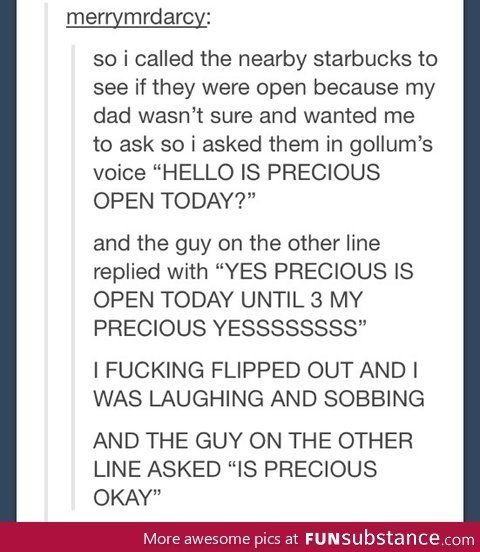 merrymrdarcy:
so i called the nearby starbucks to
see if they were open because my
dad wasn't sure and wanted me
to ask so i asked them in gollum's
voice “HELLO IS PRECIOUS
OPEN TODAY?”
and the guy on the other line
replied with “YES PRECIOUS IS
OPEN TODAY UNTIL 3 MY
PRECIOUS YESSSSSSSS”
I FUCKING FLIPPED OUT AND I
WAS LAUGHING AND SOBBING
AND THE GUY ON THE OTHER
LINE ASKED “IS PRECIOUS
OKAY”
More awesome pics at FUNsubstance.com